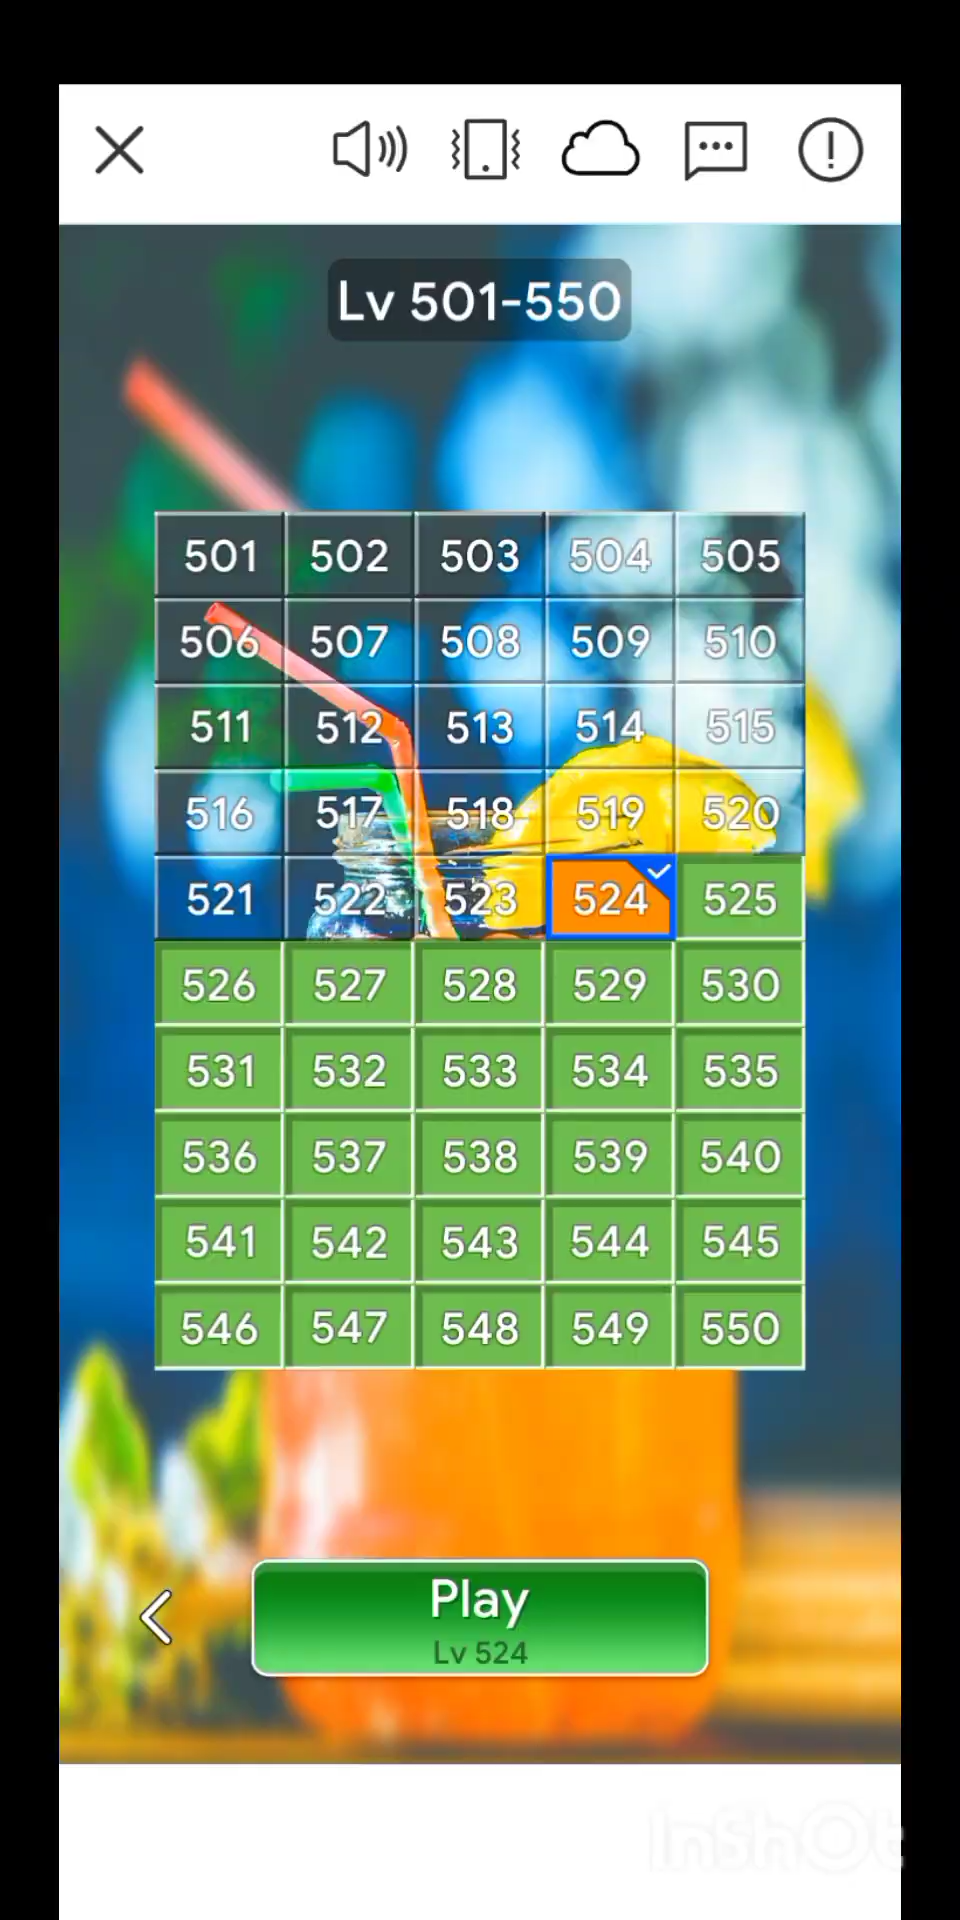 Lv 501-550
501 502 503 504 505
506 507 508 509 510
511 512 513 514 515
516 517 518 519 520
521 522 523 524 525
526 527 528 529 530
531 532 533 534 535
536 537 538 539 540
541 542 543 544 545
546 547 548 549 550
Play
Lv 524
InShOt